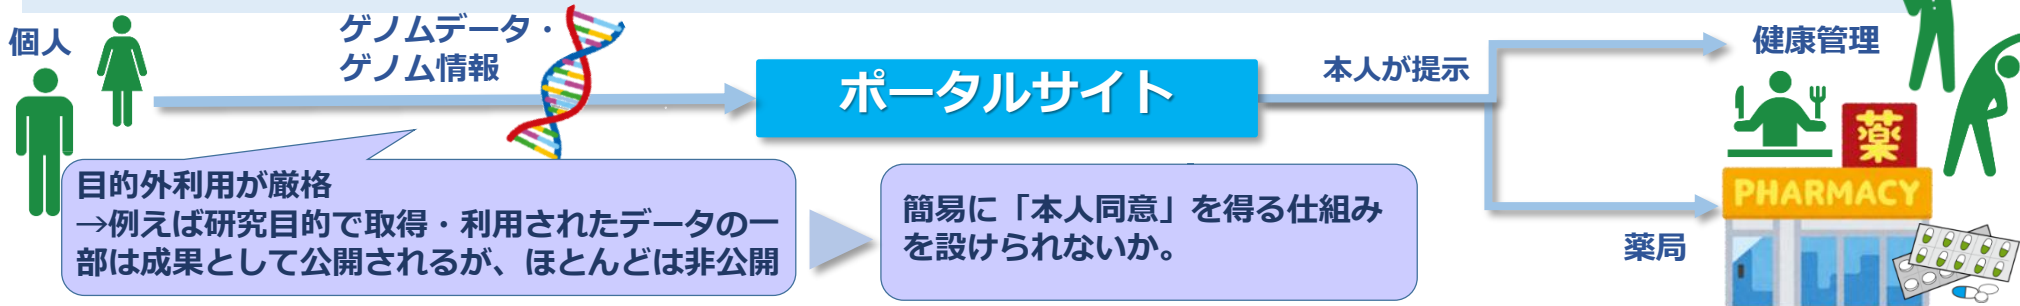 個人
ゲノムデータ・
ゲノム情報
ポータルサイト
本人が提示
健康管理
薬
PHARMACY
薬局
目的外利用が厳格
→例えば研究目的で取得・利用されたデータの一
部は成果として公開されるが、ほとんどは非公開
簡易に「本人同意」を得る仕組み
を設けられないか。